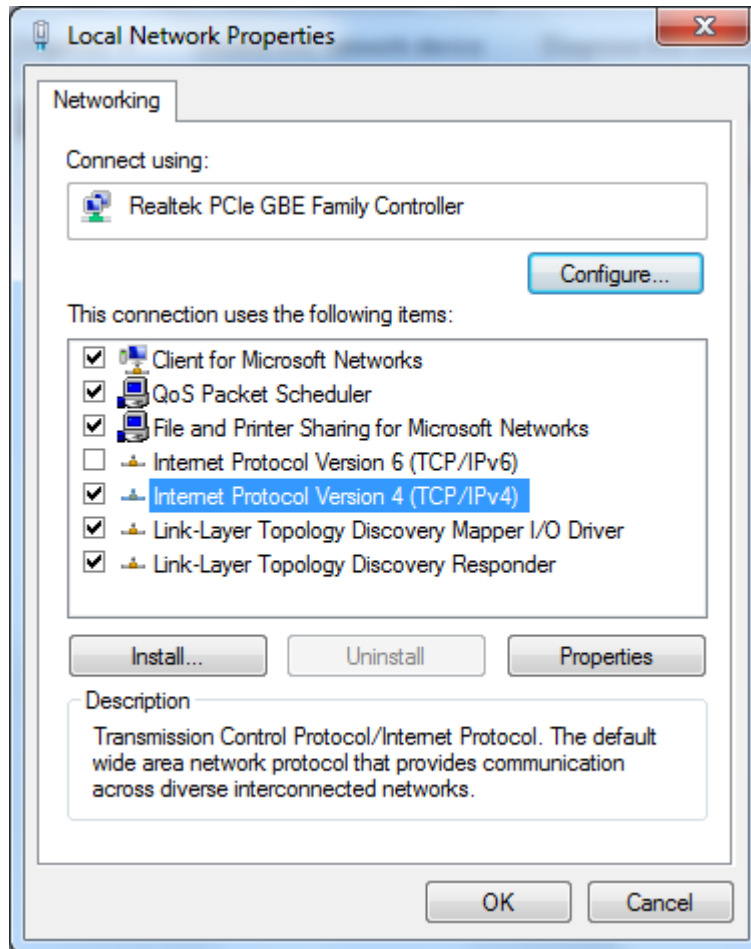 Local Network Properties
Networking
Connect using:
Realtek PCIe GBE Family Controller
Configure...
This connection uses the following items:
Client for Microsoft Networks
QoS Packet Scheduler
File and Printer Sharing for Microsoft Networks
Internet Protocol Version 6 (TCP/IPv6)
Internet Protocol Version 4 (TCP/IPv4)
Link-Layer Topology Discovery Mapper I/O Driver
Link-Layer Topology Discovery Responder
Install... Uninstall Properties
Description
Transmission Control Protocol/Internet Protocol. The default
wide area network protocol that provides communication
across diverse interconnected networks.
OK Cancel